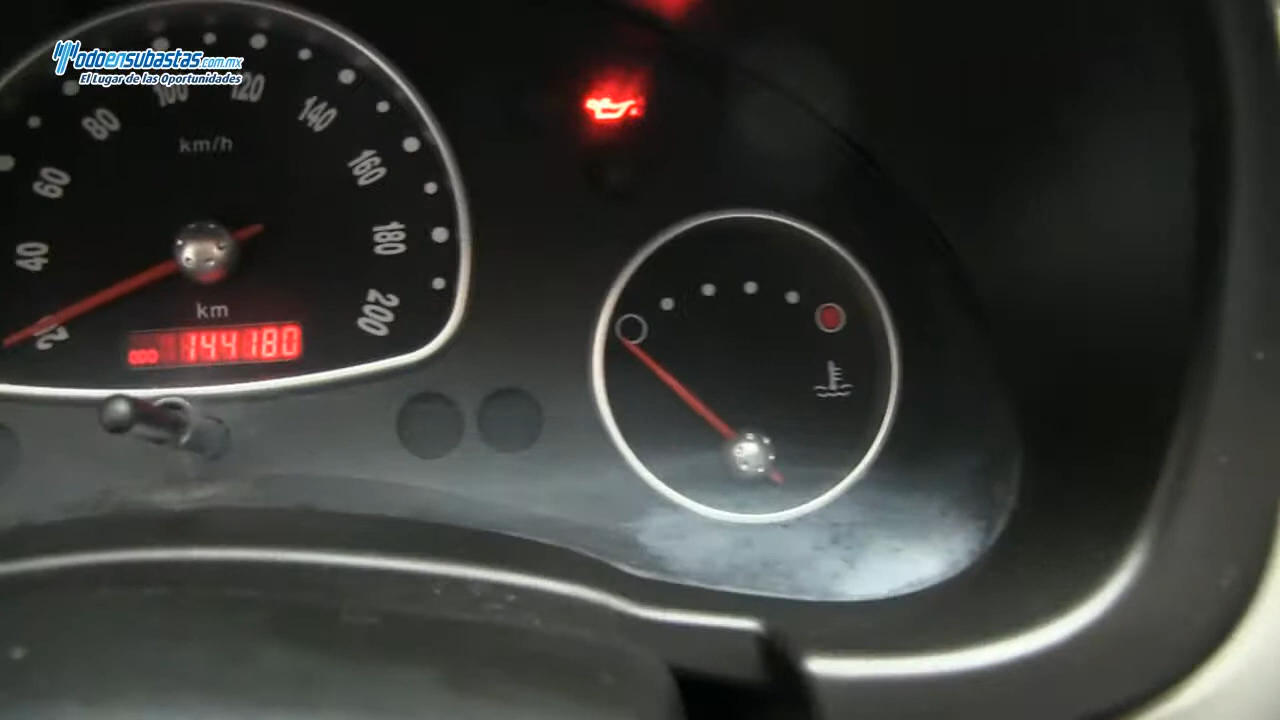 Todoensubastas.com.mx
El Lugar de las Oportunidades
40
60
80
100
120
140
160
180
200
km/h
km
ODO 144180